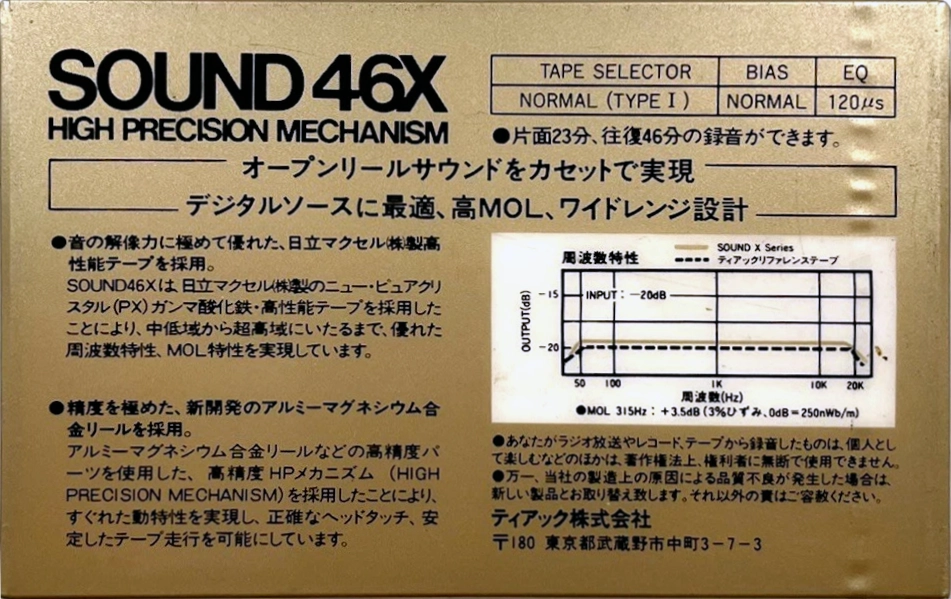 SOUND 46X
HIGH PRECISION MECHANISM
TAPE SELECTOR BIAS EQ
NORMAL (TYPE I) NORMAL 120μs
●片面23分、往復46分の録音ができます。
オープンリールサウンドをカセットで実現
デジタルソースに最適、高MOL、ワイドレンジ設計
●音の解像力に極めて優れた、日立マクセル㈱製高
性能テープを採用。
SOUND46Xは日立マクセル㈱製のニュー・ピュアクリ
スタル(PX)ガンマ酸化鉄・高性能テープを採用した
ことにより、中低域から超高域にいたるまで、優れた
周波数特性、MOL特性を実現しています。
●精度を極めた、新開発のアルミーマグネシウム合
金リールを採用。
アルミーマグネシウム合金リールなどの高精度パ
ーツを使用した、高精度HPメカニズム(HIGH
PRECISION MECHANISM)を採用したことにより、
すぐれた動特性を実現し、正確なヘッドタッチ、安
定したテープ走行を可能にしています。
周波数特性
SOUND X Series
ティアックリファレンステープ
OUTPUT(dB)
-15
INPUT: -20dB
-20
50 100 1K 10K 20K
周波数(Hz)
●MOL 315Hz: +3.5dB (3%ひずみ、0dB=250nWb/m)
●あなたがラジオ放送やレコード、テープから録音したものは、個人とし
て楽しむなどのほかは、著作権法上、権利者に無断で使用できません。
●万一、当社の製造上の原因による品質不良が発生した場合は、
新しい製品とお取り替え致します。それ以外の責はご容赦ください。
ティアック株式会社
〒180 東京都武蔵野市中町3-7-3